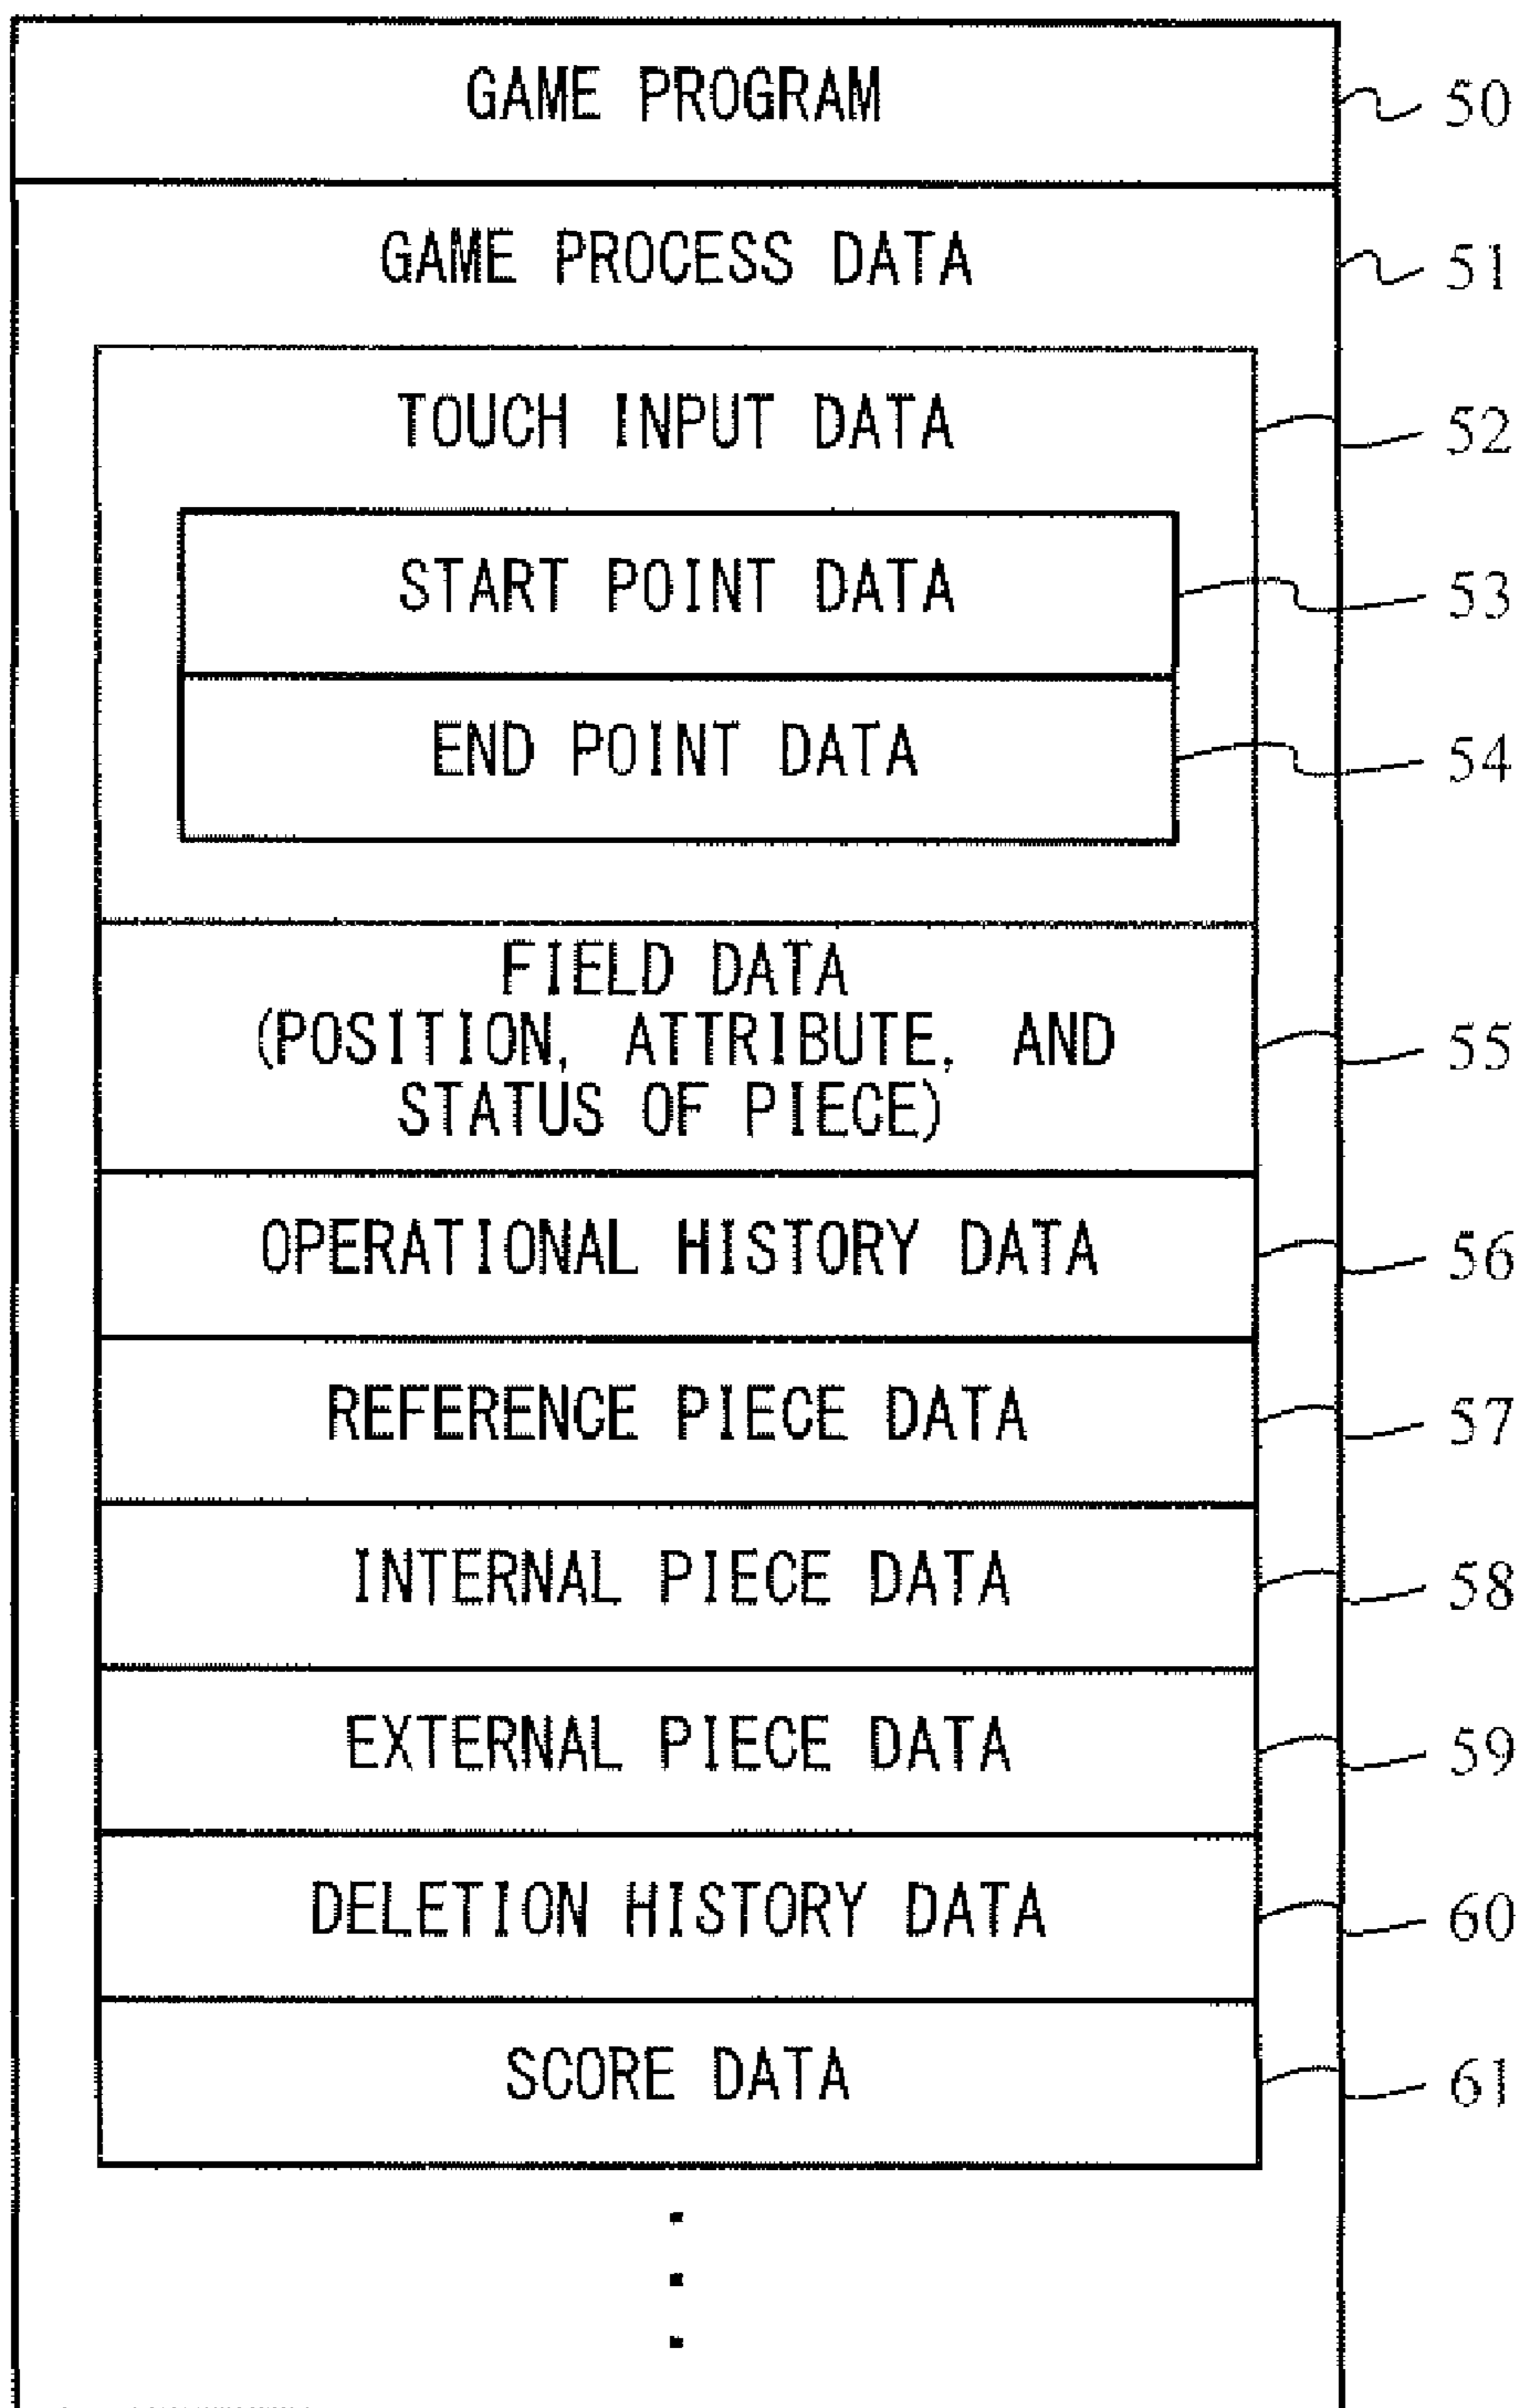 GAME PROGRAM 50
GAME PROCESS DATA 51
TOUCH INPUT DATA 52
START POINT DATA 53
END POINT DATA 54
FIELD DATA
(POSITION, ATTRIBUTE, AND 55
STATUS OF PIECE)
OPERATIONAL HISTORY DATA 56
REFERENCE PIECE DATA 57
INTERNAL PIECE DATA 58
EXTERNAL PIECE DATA 59
DELETION HISTORY DATA 60
SCORE DATA 61